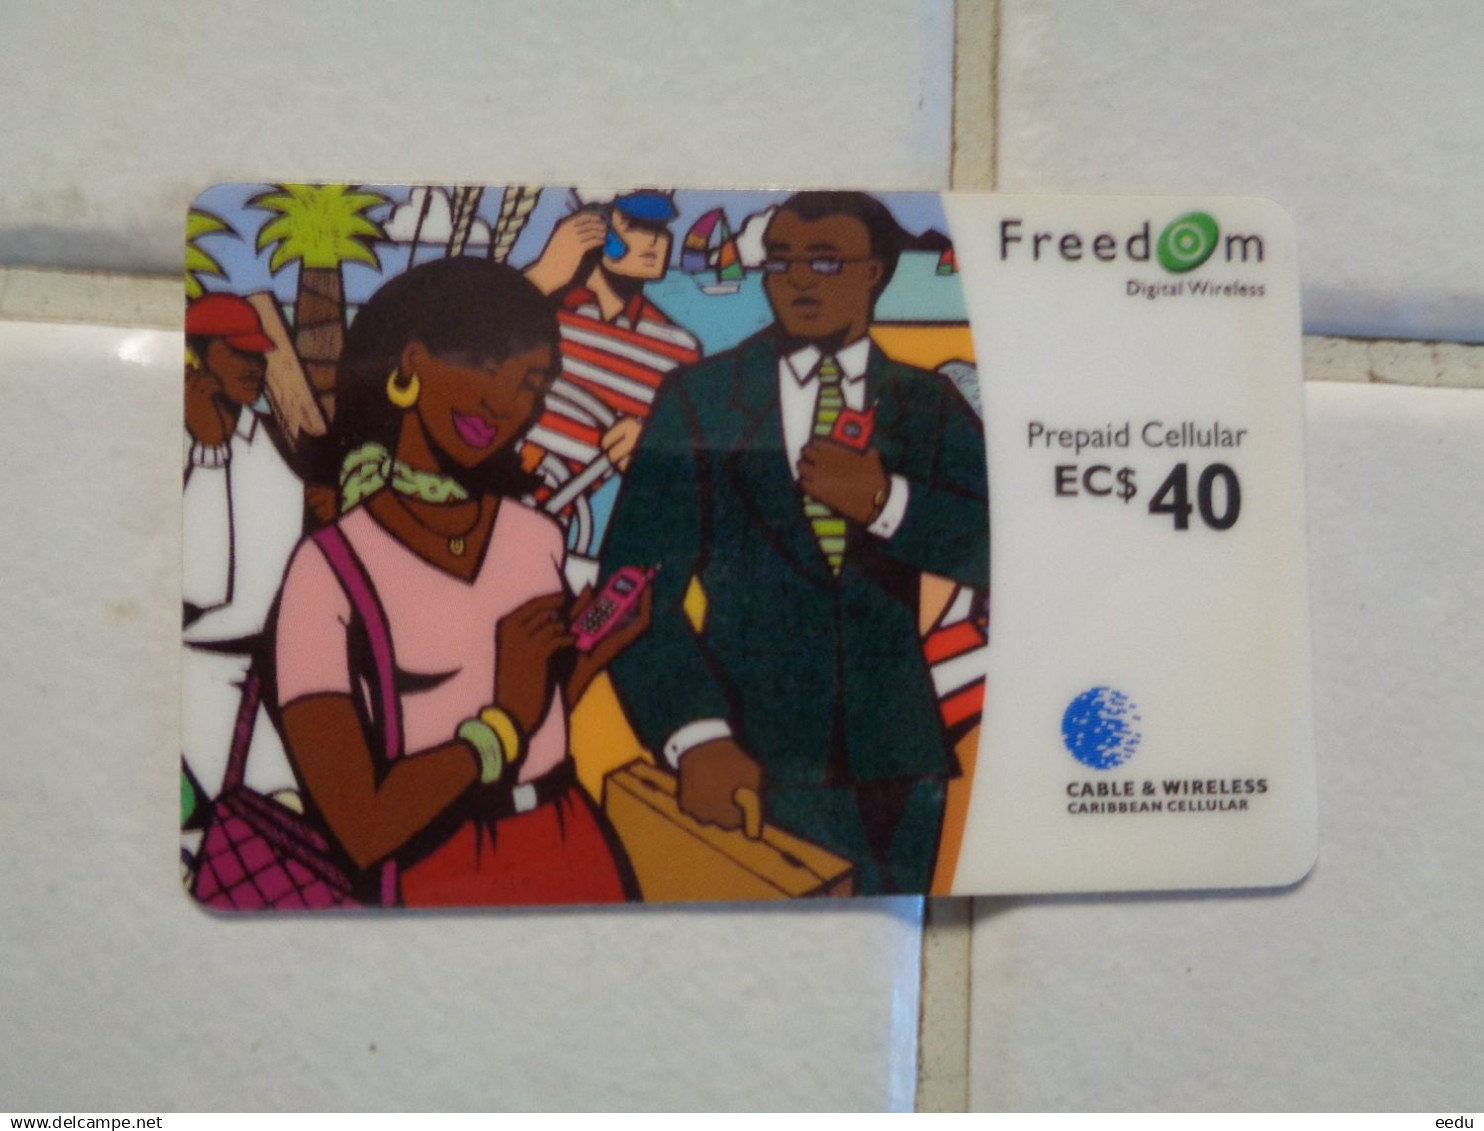 Freedom
Digital Wireless
Prepaid Cellular
EC$ 40
CABLE & WIRELESS
CARIBBEAN CELLULAR
www.delcampe.net
eedu